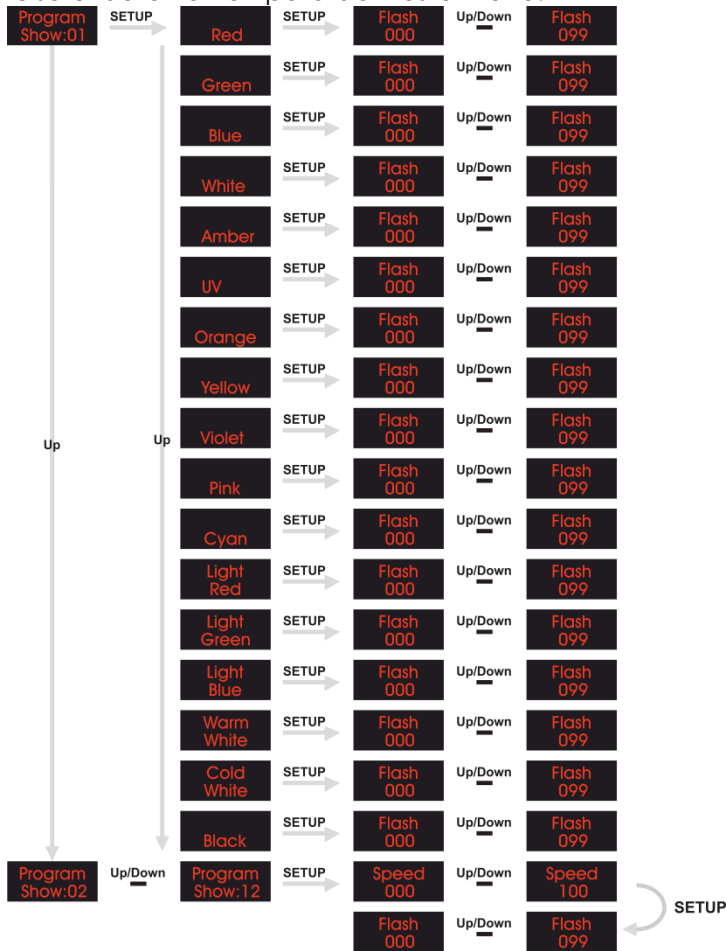 Program SETUP Red SETUP Flash Up/Down Flash
Show:01 000 099
Green SETUP Flash Up/Down Flash
000 099
Blue SETUP Flash Up/Down Flash
000 099
White SETUP Flash Up/Down Flash
000 099
Amber SETUP Flash Up/Down Flash
000 099
UV SETUP Flash Up/Down Flash
000 099
Orange SETUP Flash Up/Down Flash
000 099
Yellow SETUP Flash Up/Down Flash
000 099
Up Up Violet SETUP Flash Up/Down Flash
000 099
Pink SETUP Flash Up/Down Flash
000 099
Cyan SETUP Flash Up/Down Flash
000 099
Light SETUP Flash Up/Down Flash
Red 000 099
Light SETUP Flash Up/Down Flash
Green 000 099
Light SETUP Flash Up/Down Flash
Blue 000 099
Warm SETUP Flash Up/Down Flash
White 000 099
Cold SETUP Flash Up/Down Flash
White 000 099
Black SETUP Flash Up/Down Flash
000 099
Program Up/Down Program SETUP Speed Up/Down Speed
Show:02 Show:12 000 100
SETUP
Flash Up/Down Flash
000 099